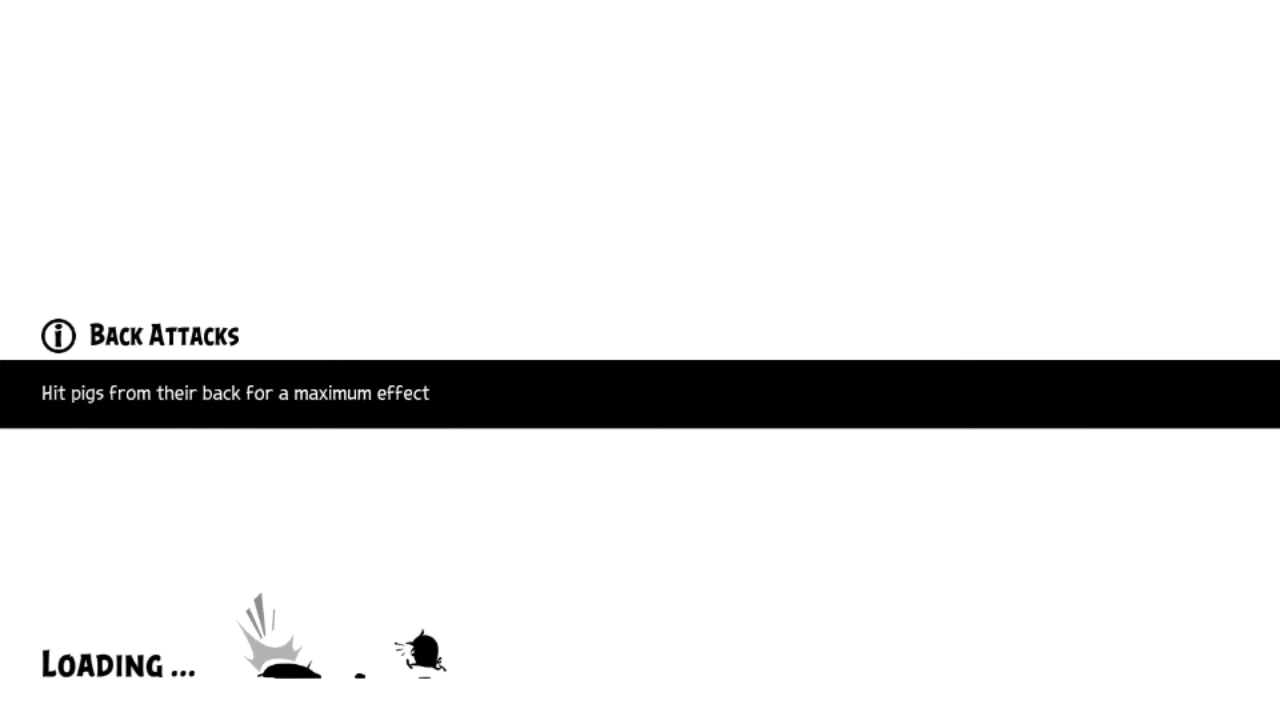 Back Attacks
Hit pigs from their back for a maximum effect
Loading ...